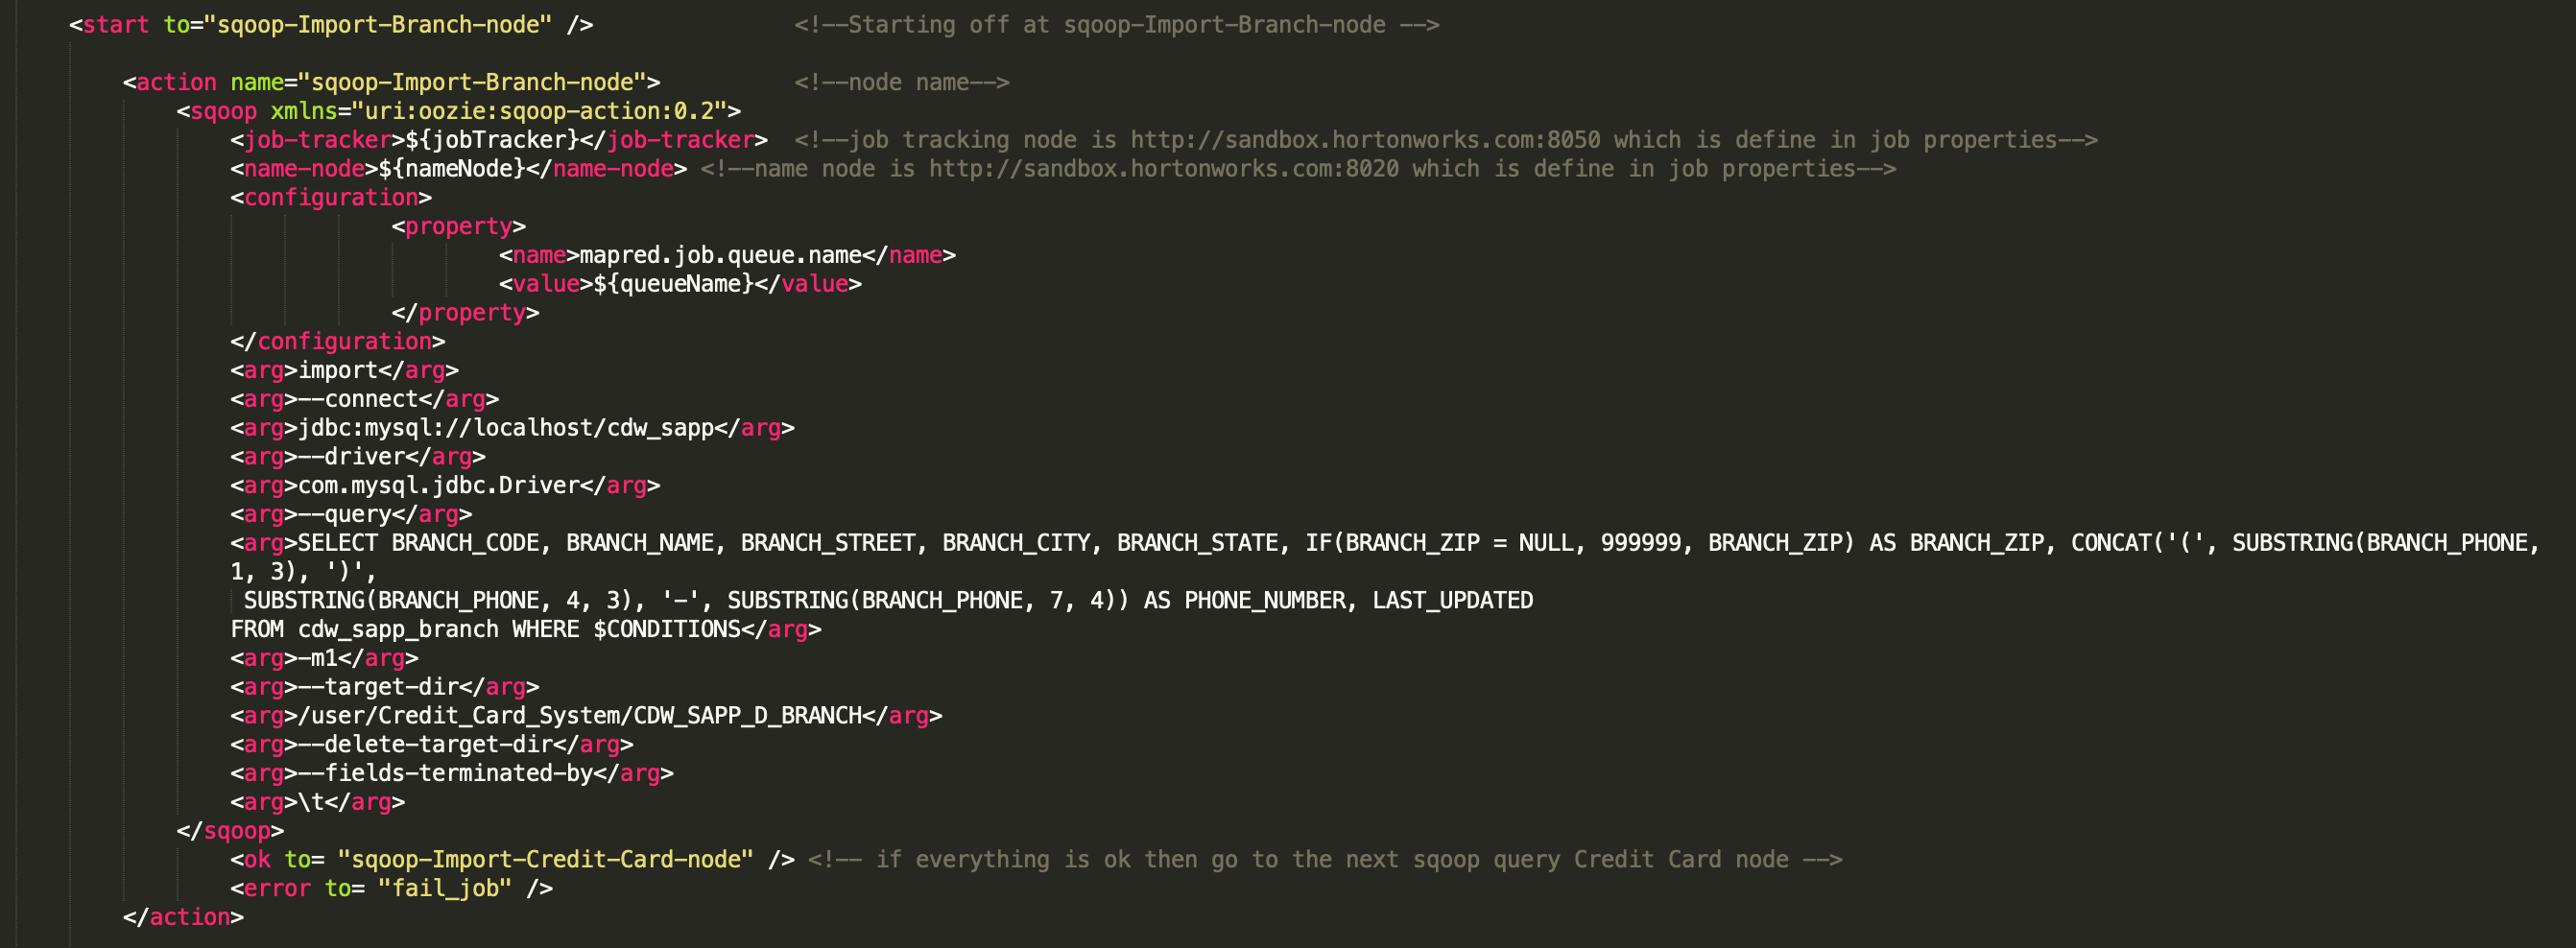 <start to="sqoop-Import-Branch-node" /> <!--Starting off at sqoop-Import-Branch-node -->
<action name="sqoop-Import-Branch-node"> <!--node name-->
<sqoop xmlns="uri:oozie:sqoop-action:0.2">
<job-tracker>${jobTracker}</job-tracker> <!--job tracking node is http://sandbox.hortonworks.com:8050 which is define in job properties-->
<name-node>${nameNode}</name-node> <!--name node is http://sandbox.hortonworks.com:8020 which is define in job properties-->
<configuration>
<property>
<name>mapred.job.queue.name</name>
<value>${queueName}</value>
</property>
</configuration>
<arg>import</arg>
<arg>--connect</arg>
<arg>jdbc:mysql://localhost/cdw_sapp</arg>
<arg>--driver</arg>
<arg>com.mysql.jdbc.Driver</arg>
<arg>--query</arg>
<arg>SELECT BRANCH_CODE, BRANCH_NAME, BRANCH_STREET, BRANCH_CITY, BRANCH_STATE, IF(BRANCH_ZIP = NULL, 999999, BRANCH_ZIP) AS BRANCH_ZIP, CONCAT('(', SUBSTRING(BRANCH_PHONE,
1, 3), ')',
SUBSTRING(BRANCH_PHONE, 4, 3), '-', SUBSTRING(BRANCH_PHONE, 7, 4)) AS PHONE_NUMBER, LAST_UPDATED
FROM cdw_sapp_branch WHERE $CONDITIONS</arg>
<arg>-m1</arg>
<arg>--target-dir</arg>
<arg>/user/Credit_Card_System/CDW_SAPP_D_BRANCH</arg>
<arg>--delete-target-dir</arg>
<arg>--fields-terminated-by</arg>
<arg>\t</arg>
</sqoop>
<ok to= "sqoop-Import-Credit-Card-node" /> <!-- if everything is ok then go to the next sqoop query Credit Card node -->
<error to= "fail_job" />
</action>